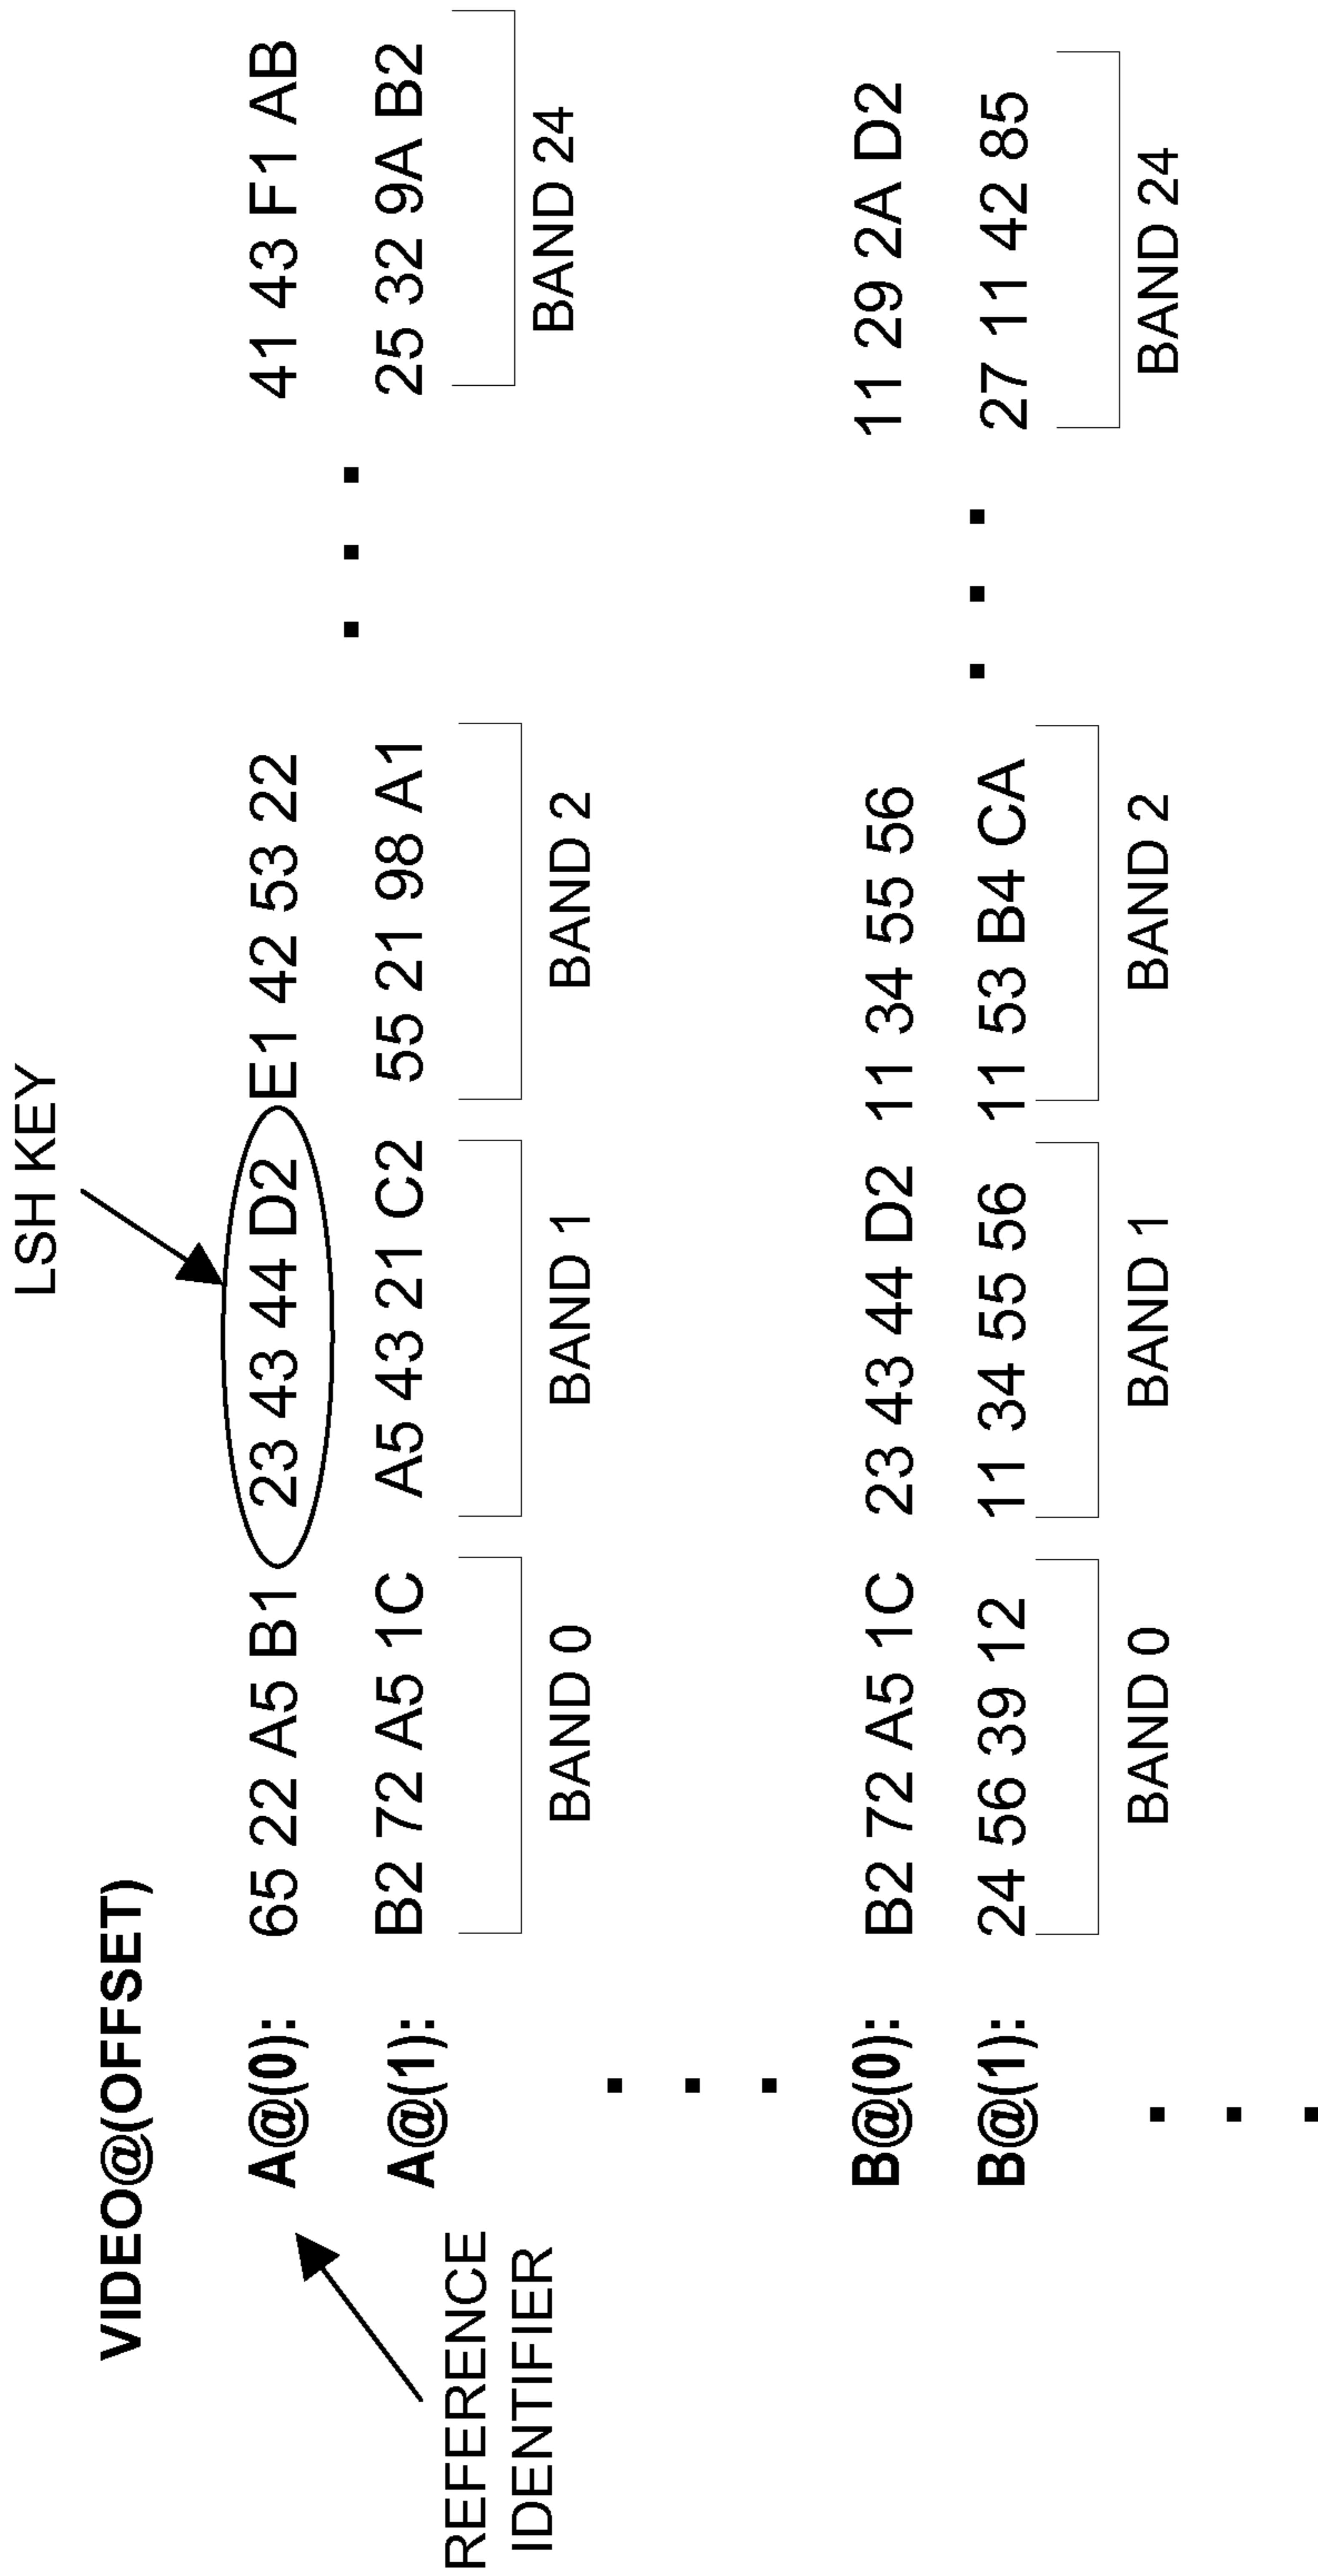 LSH KEY
VIDEO@(OFFSET)
A@(0): 65 22 A5 B1 23 43 44 D2 E1 42 53 22 . . . 41 43 F1 AB
A@(1): B2 72 A5 1C A5 43 21 C2 55 21 98 A1 25 32 9A B2
REFERENCE
IDENTIFIER
BAND 0 BAND 1 BAND 2 BAND 24
. . .
B@(0): B2 72 A5 1C 23 43 44 D2 11 34 55 56 . . . 11 29 2A D2
B@(1): 24 56 39 12 11 34 55 56 11 53 B4 CA 27 11 42 85
BAND 0 BAND 1 BAND 2 BAND 24
. . .